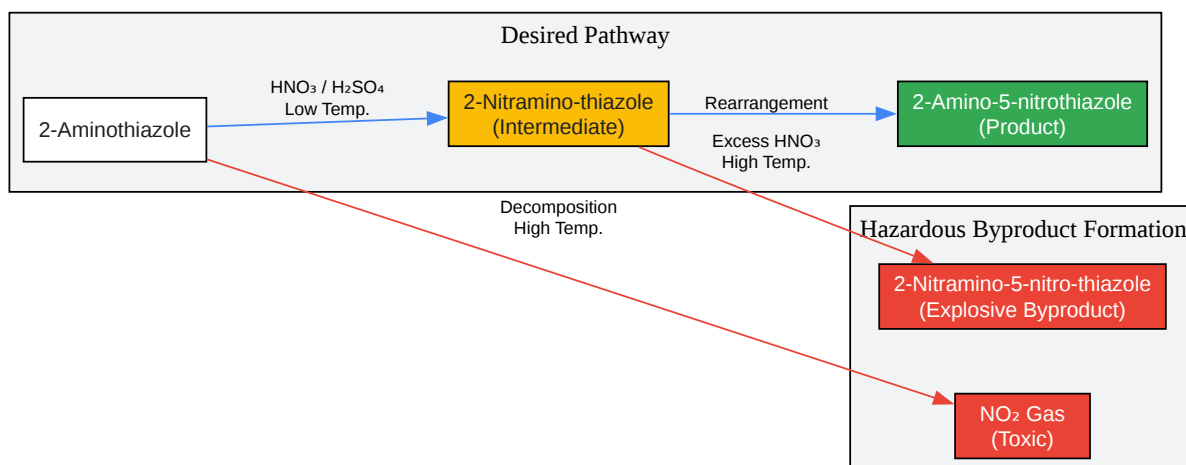 Desired Pathway
HNO₃ / H₂SO₄
Low Temp.
2-Aminothiazole
2-Nitramino-thiazole
(Intermediate)
Rearrangement
2-Amino-5-nitrothiazole
(Product)
Excess HNO₃
High Temp.
Decomposition
High Temp.
Hazardous Byproduct Formation
2-Nitramino-5-nitro-thiazole
(Explosive Byproduct)
NO₂ Gas
(Toxic)